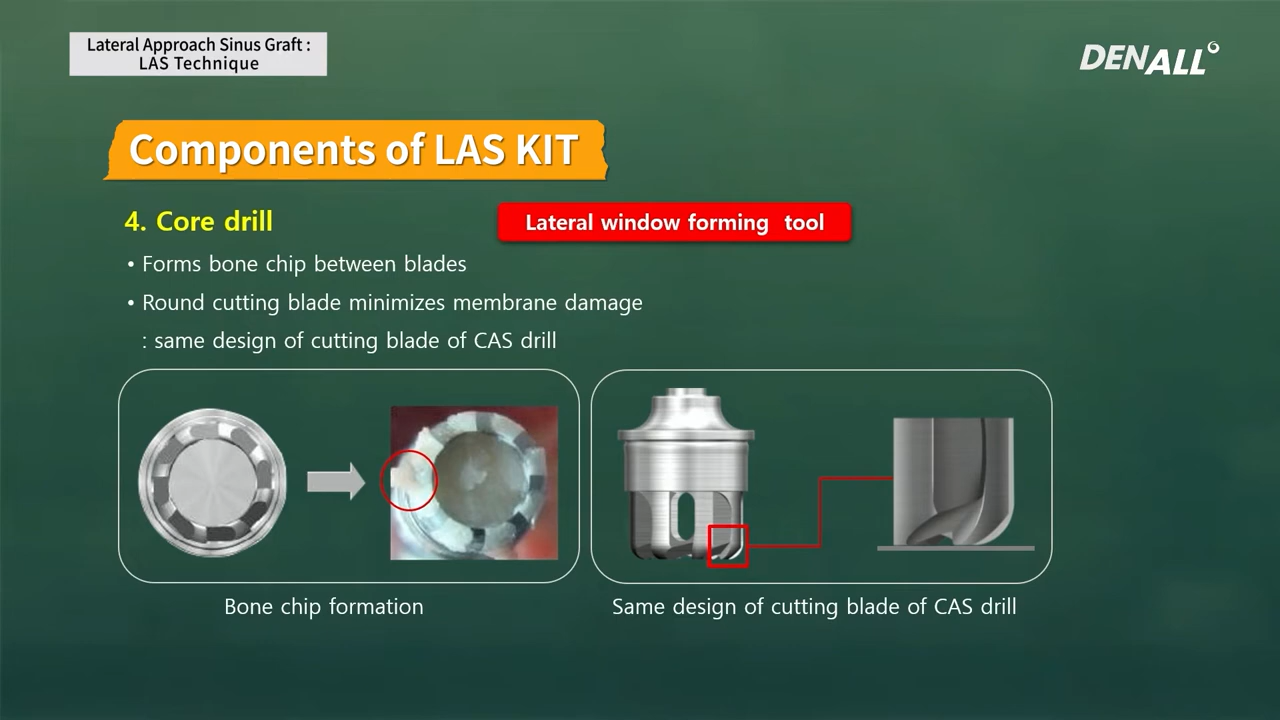 Lateral Approach Sinus Graft :
LAS Technique
DENALL
Components of LAS KIT
4. Core drill
Lateral window forming tool
• Forms bone chip between blades
• Round cutting blade minimizes membrane damage
: same design of cutting blade of CAS drill
Bone chip formation
Same design of cutting blade of CAS drill